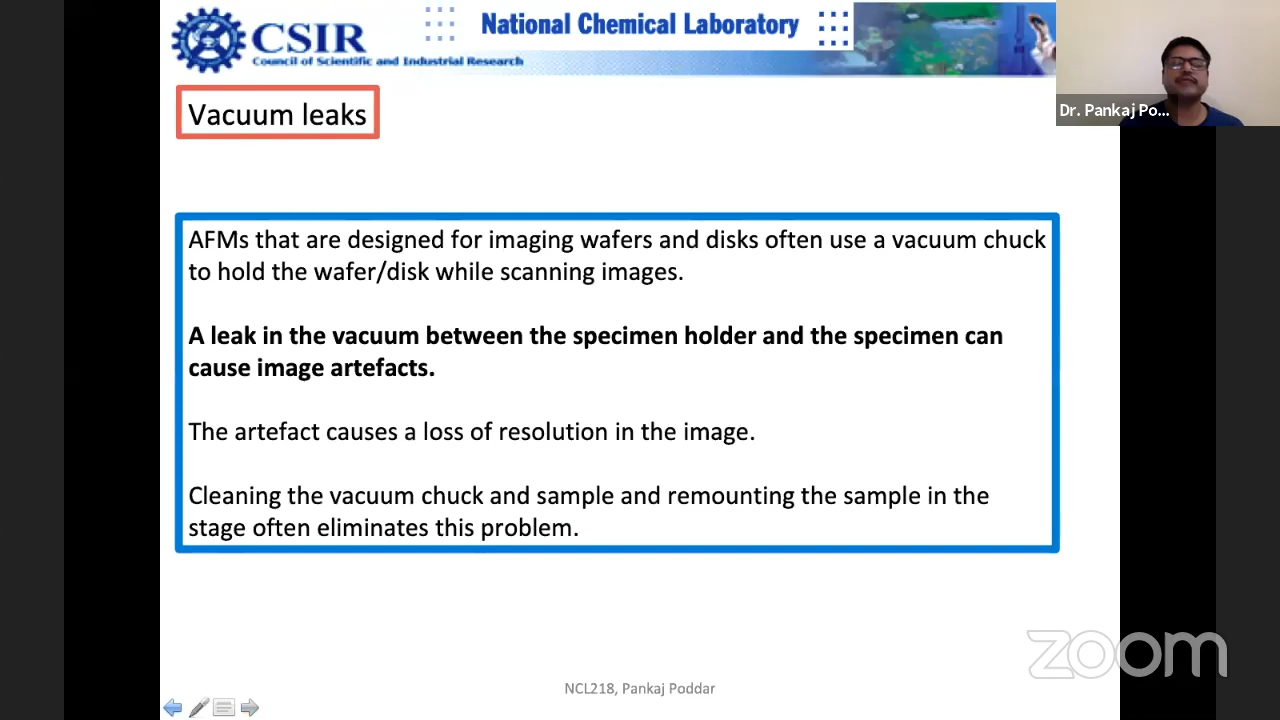 CSIR
Council of Scientific and Industrial Research
National Chemical Laboratory
Dr. Pankaj Po...
Vacuum leaks
AFMs that are designed for imaging wafers and disks often use a vacuum chuck
to hold the wafer/disk while scanning images.
A leak in the vacuum between the specimen holder and the specimen can
cause image artefacts.
The artefact causes a loss of resolution in the image.
Cleaning the vacuum chuck and sample and remounting the sample in the
stage often eliminates this problem.
zoom
NCL218, Pankaj Poddar